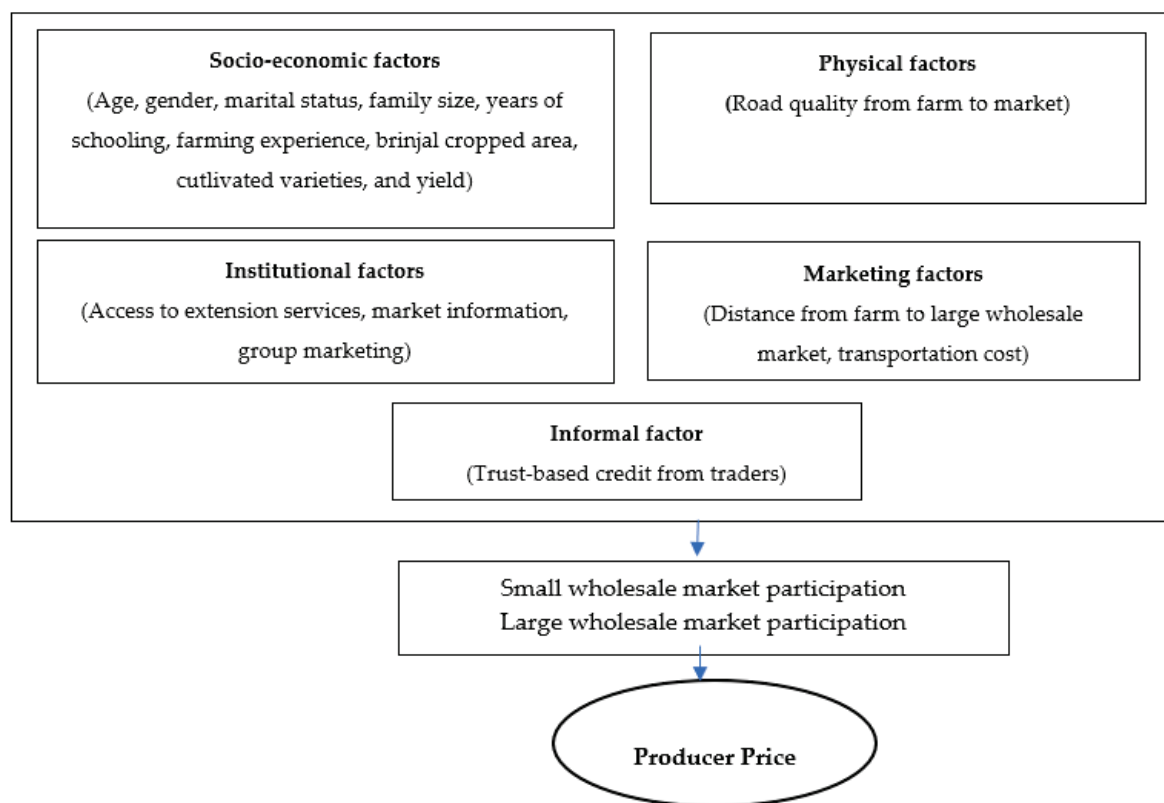 Socio-economic factors
(Age, gender, marital status, family size, years of
schooling, farming experience, brinjal cropped area,
cutlivated varieties, and yield)
Physical factors
(Road quality from farm to market)
Institutional factors
(Access to extension services, market information,
group marketing)
Marketing factors
(Distance from farm to large wholesale
market, transportation cost)
Informal factor
(Trust-based credit from traders)
Small wholesale market participation
Large wholesale market participation
Producer Price